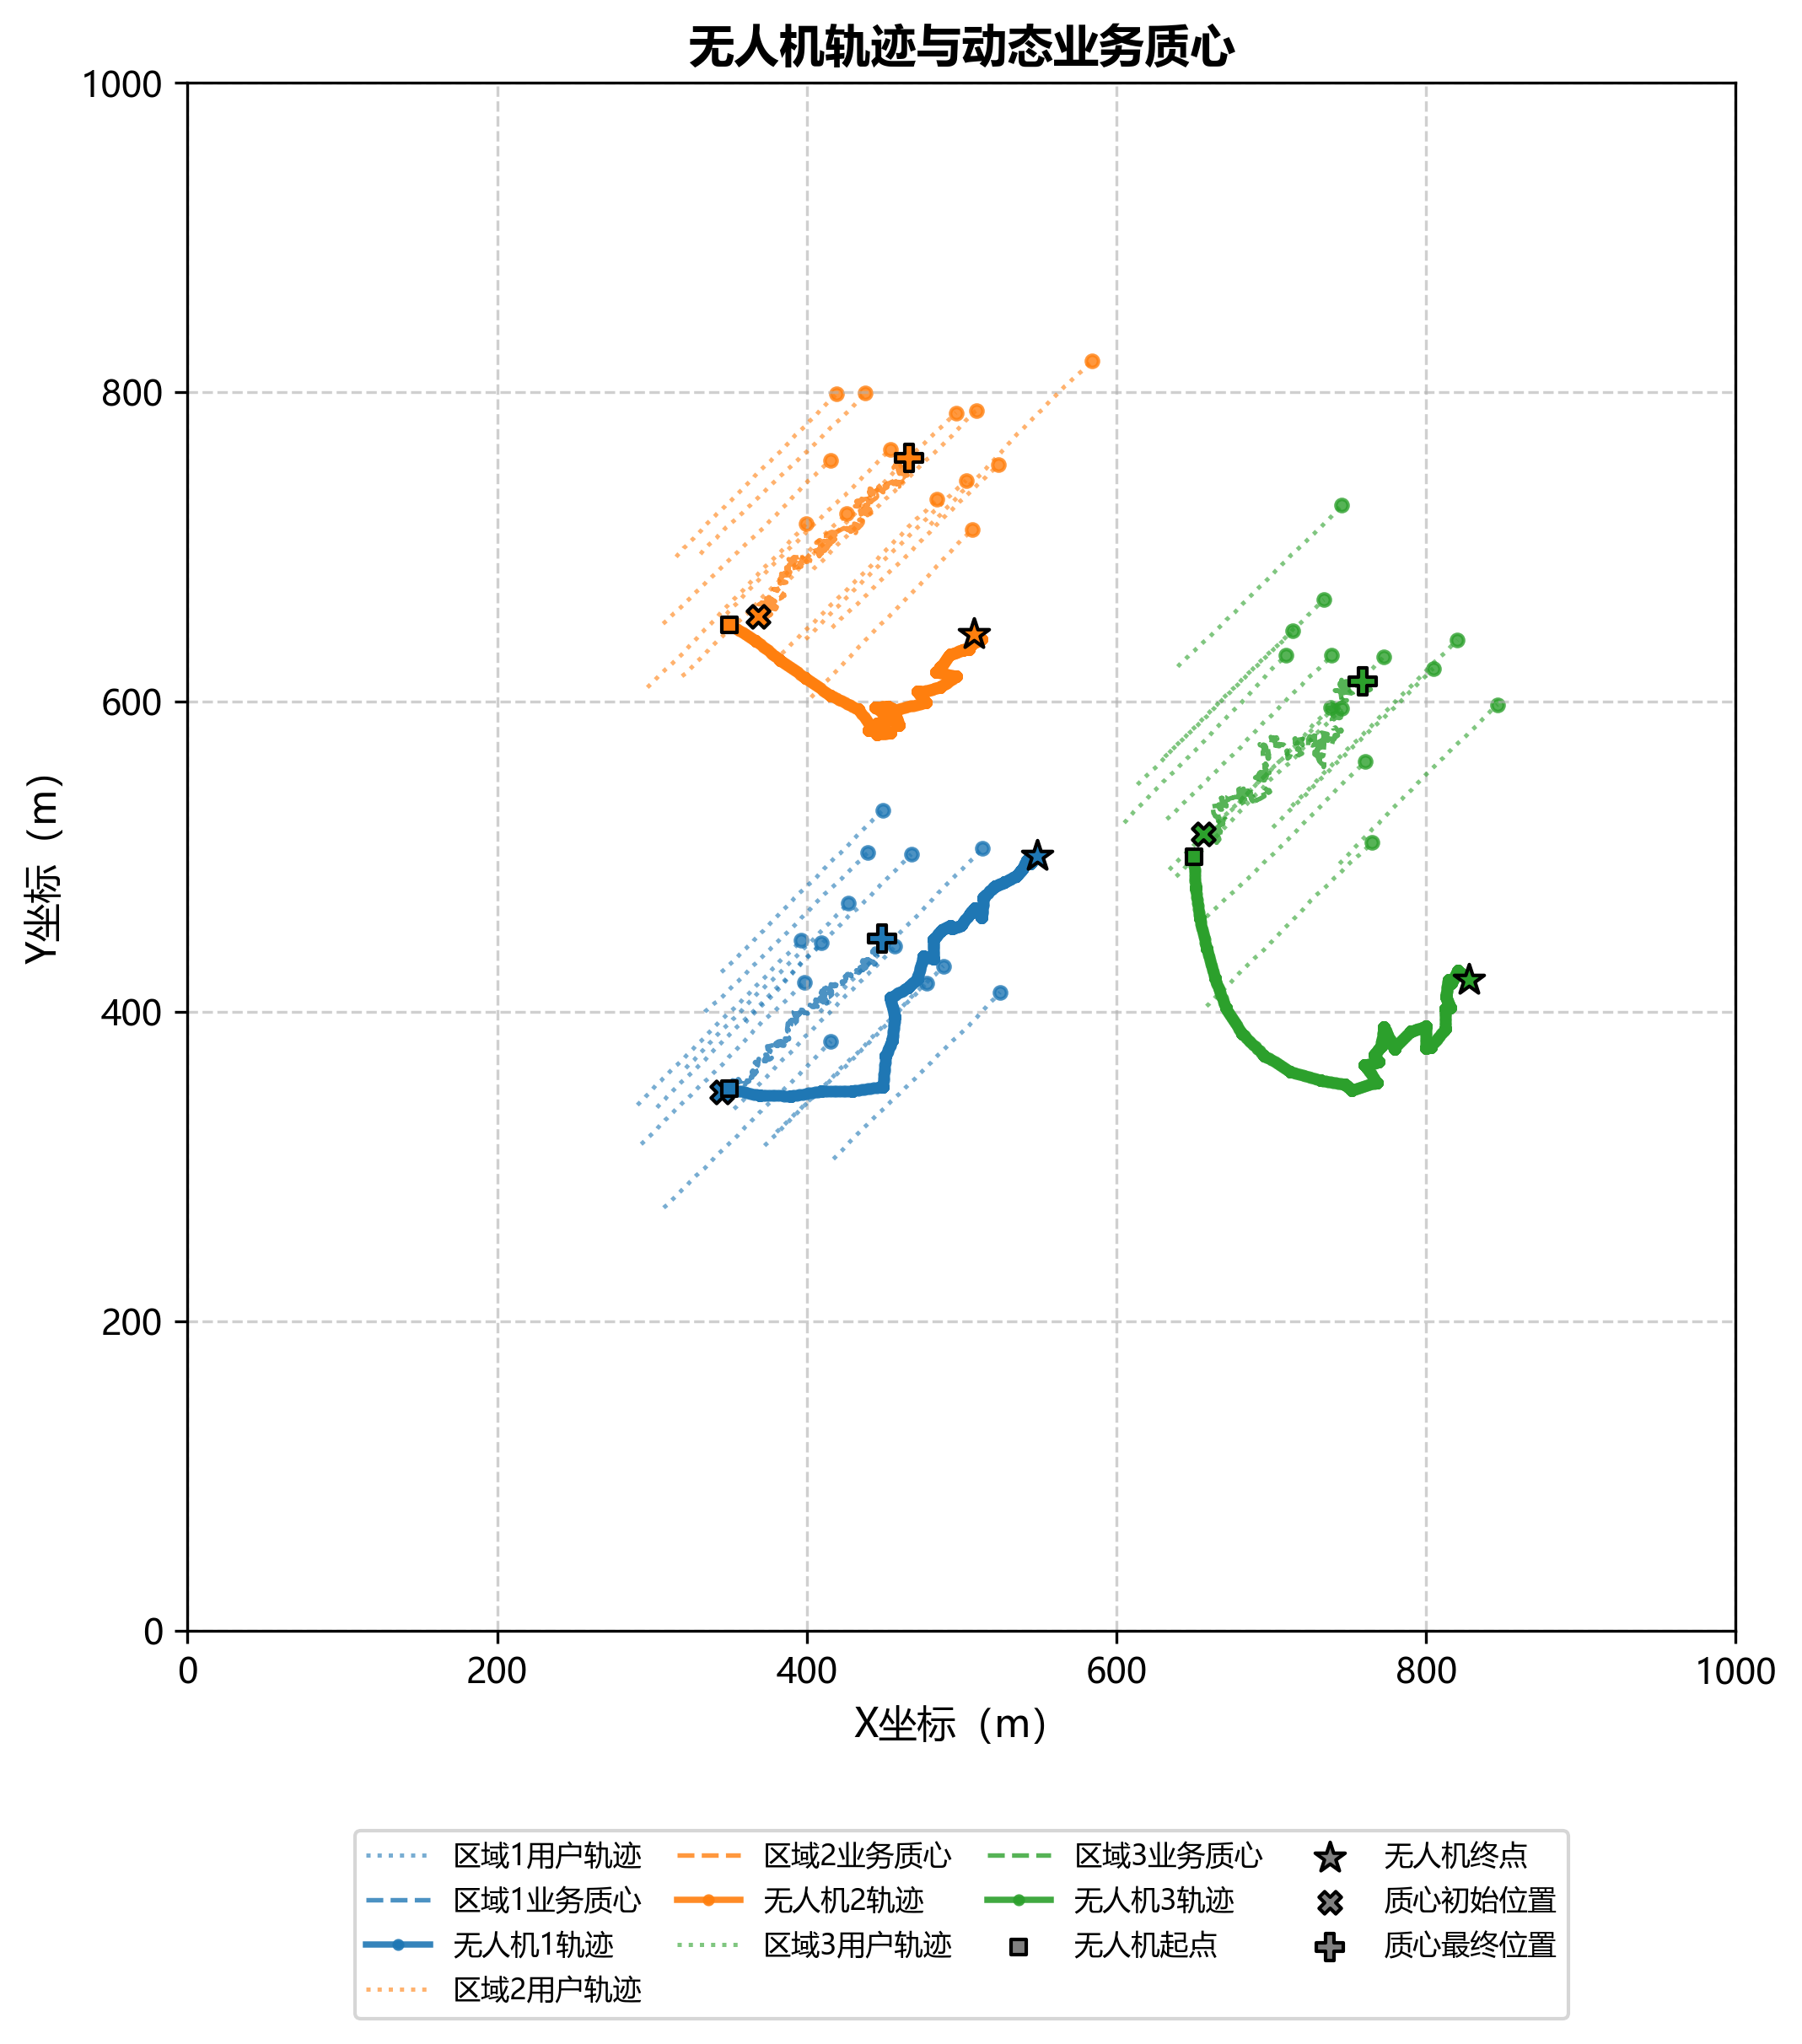 无人机轨迹与动态业务质心
1000
800
600
400
200
0
Y坐标（m）
0 200 400 600 800 1000
X坐标（m）
区域1用户轨迹
区域1业务质心
无人机1轨迹
区域2用户轨迹
区域2业务质心
无人机2轨迹
区域3用户轨迹
区域3业务质心
无人机3轨迹
无人机起点
无人机终点
质心初始位置
质心最终位置